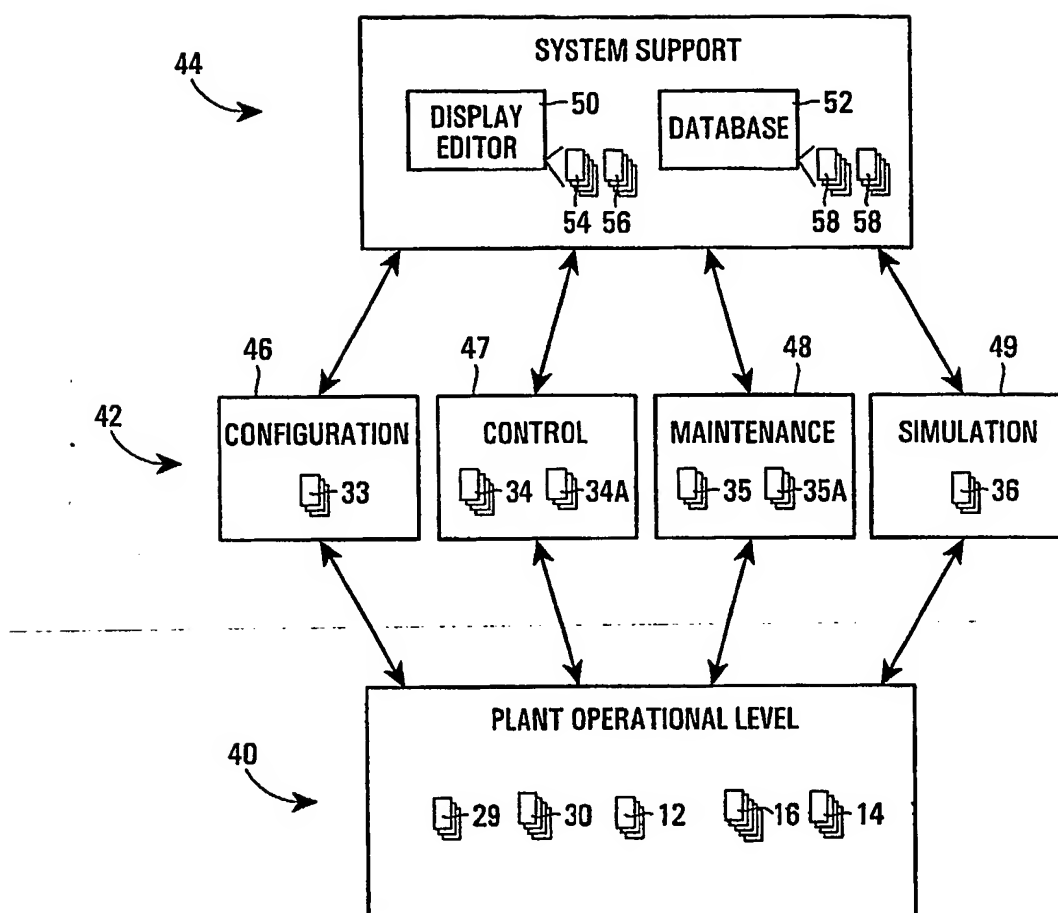 SYSTEM SUPPORT
44
DISPLAY
EDITOR
50
DATABASE
52
54 56
58 58
46 47 48 49
42
CONFIGURATION
33
CONTROL
34 34A
MAINTENANCE
35 35A
SIMULATION
36
PLANT OPERATIONAL LEVEL
40
29 30 12 16 14